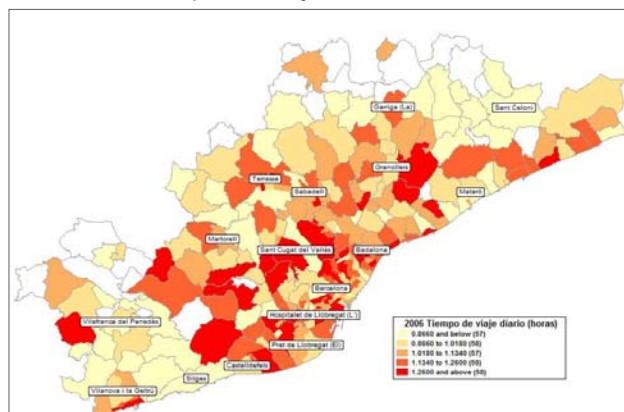 Garriga (La)
Sant Celoni
Granollers
Terrassa
Sabadell
Mataró
Martorell
Sant Cugat del Vallès
Badalona
Barcelona
Vilafranca del Penedès
Hospitalet de Llobregat (L')
Prat de Llobregat (El)
Castelldefels
Sitges
Vilanova i la Geltrú
2006 Tiempo de viaje diario (horas)
0.8660 and below (57)
0.8660 to 1.0180 (58)
1.0180 to 1.1340 (57)
1.1340 to 1.2600 (58)
1.2600 and above (58)